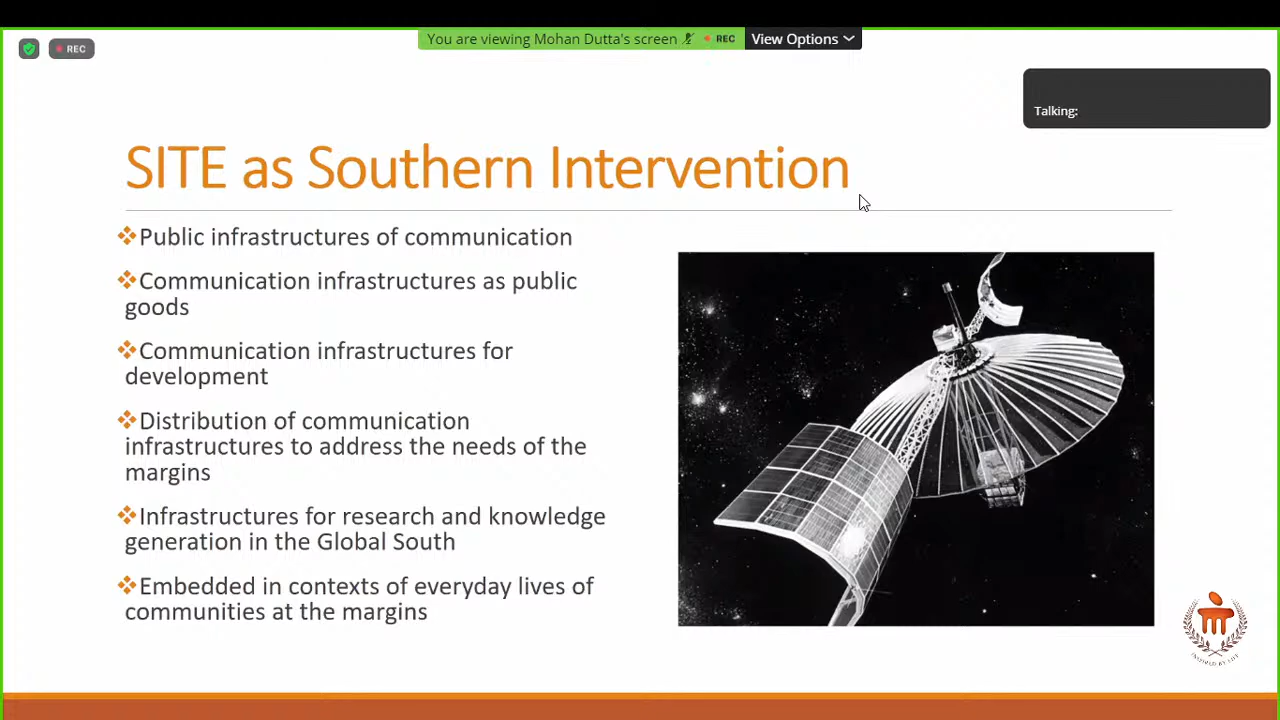 You are viewing Mohan Dutta's screen REC View Options
REC
Talking:
SITE as Southern Intervention
Public infrastructures of communication
Communication infrastructures as public
goods
Communication infrastructures for
development
Distribution of communication
infrastructures to address the needs of the
margins
Infrastructures for research and knowledge
generation in the Global South
Embedded in contexts of everyday lives of
communities at the margins
INSPIRED BY LIFE